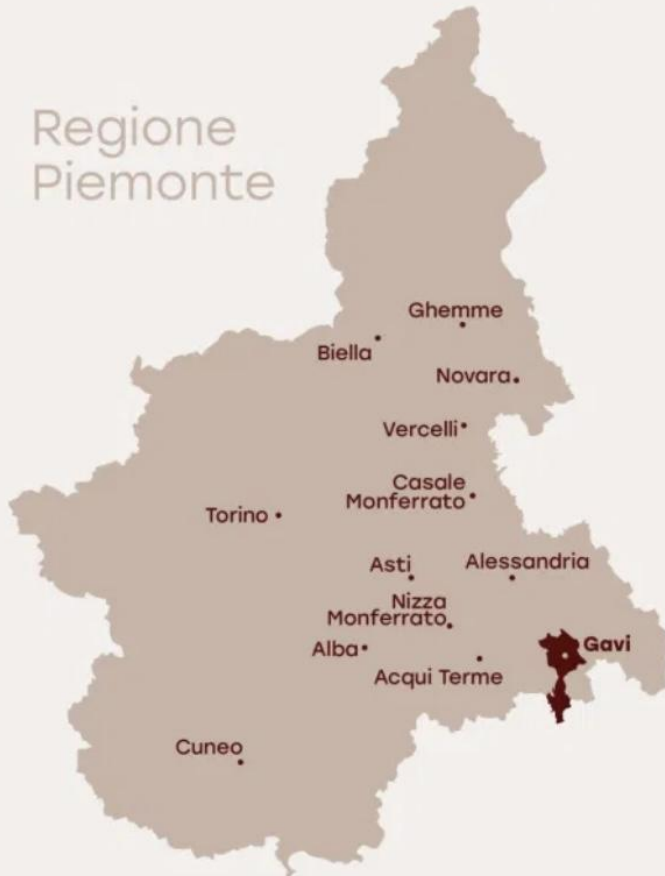 Regione
Piemonte
Ghemme
Biella
Novara
Vercelli
Casale
Monferrato
Torino
Asti
Alessandria
Nizza
Monferrato
Gavi
Alba
Acqui Terme
Cuneo